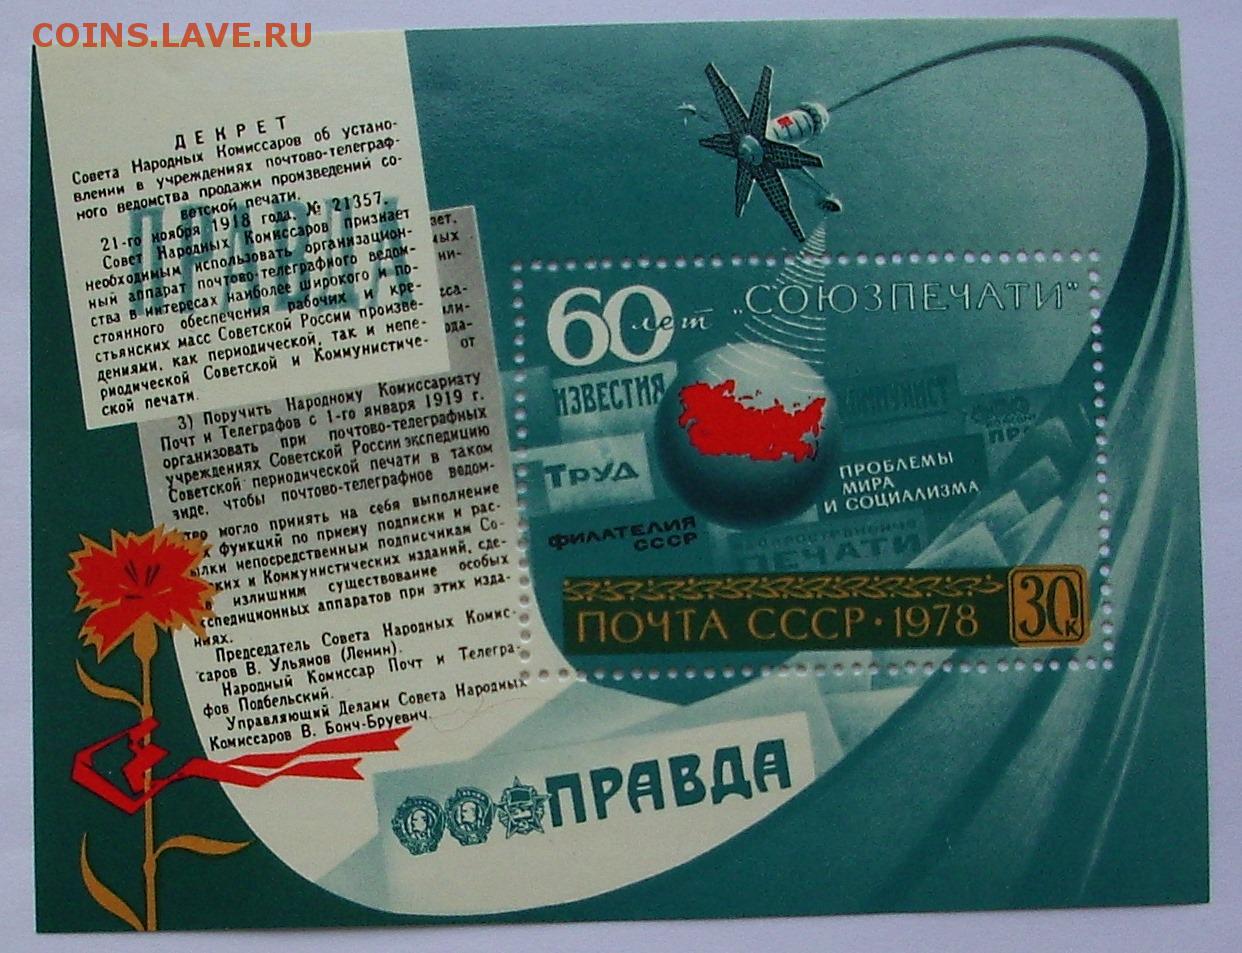 COINS.LAVE.RU
ДЕКРЕТ
Совета Народных Комиссаров об устано-
влении в учреждениях почтово-телеграф-
ного ведомства продажи произведений со-
ветской печати.
21-го ноября 1918 года. № 21357.
Совет Народных Комиссаров признает
необходимым использовать организацион-
ный аппарат почтово-телеграфного ведом-
ства в интересах наиболее широкого и по-
стоянного обеспечения рабочих и кре-
стьянских масс Советской России произве-
дениями, как периодической, так и непе-
риодической Советской и Коммунистиче-
ской печати.
ПРАВДА
от
3) Поручить Народному Комиссариату
Почт и Телеграфов с 1-го января 1919 г.
организовать при почтово-телеграфных
учреждениях Советской России экспедицию
Советской периодической печати в таком
виде, чтобы почтово-телеграфное ведом-
тво могло принять на себя выполнение
х функций по приему подписки и рас-
ылки непосредственным подписчикам Со-
ких и Коммунистических изданий, сде-
в излишним существование особых
кспедиционных аппаратов при этих изда-
ниях.
Председатель Совета Народных Комис-
саров В. Ульянов (Ленин).
Народный Комиссар Почт и Телегра-
фов Подбельский.
Управляющий Делами Совета Народных
Комиссаров В. Бонч-Бруевич.
60 лет „СОЮЗПЕЧАТИ"
ИЗВЕСТИЯ
КОММУНИСТ
ТРУД
ПРОБЛЕМЫ
МИРА
И СОЦИАЛИЗМА
ФИЛАТЕЛИЯ
СССР
ПЕЧАТИ
ПОЧТА СССР·1978
30к
ПРАВДА